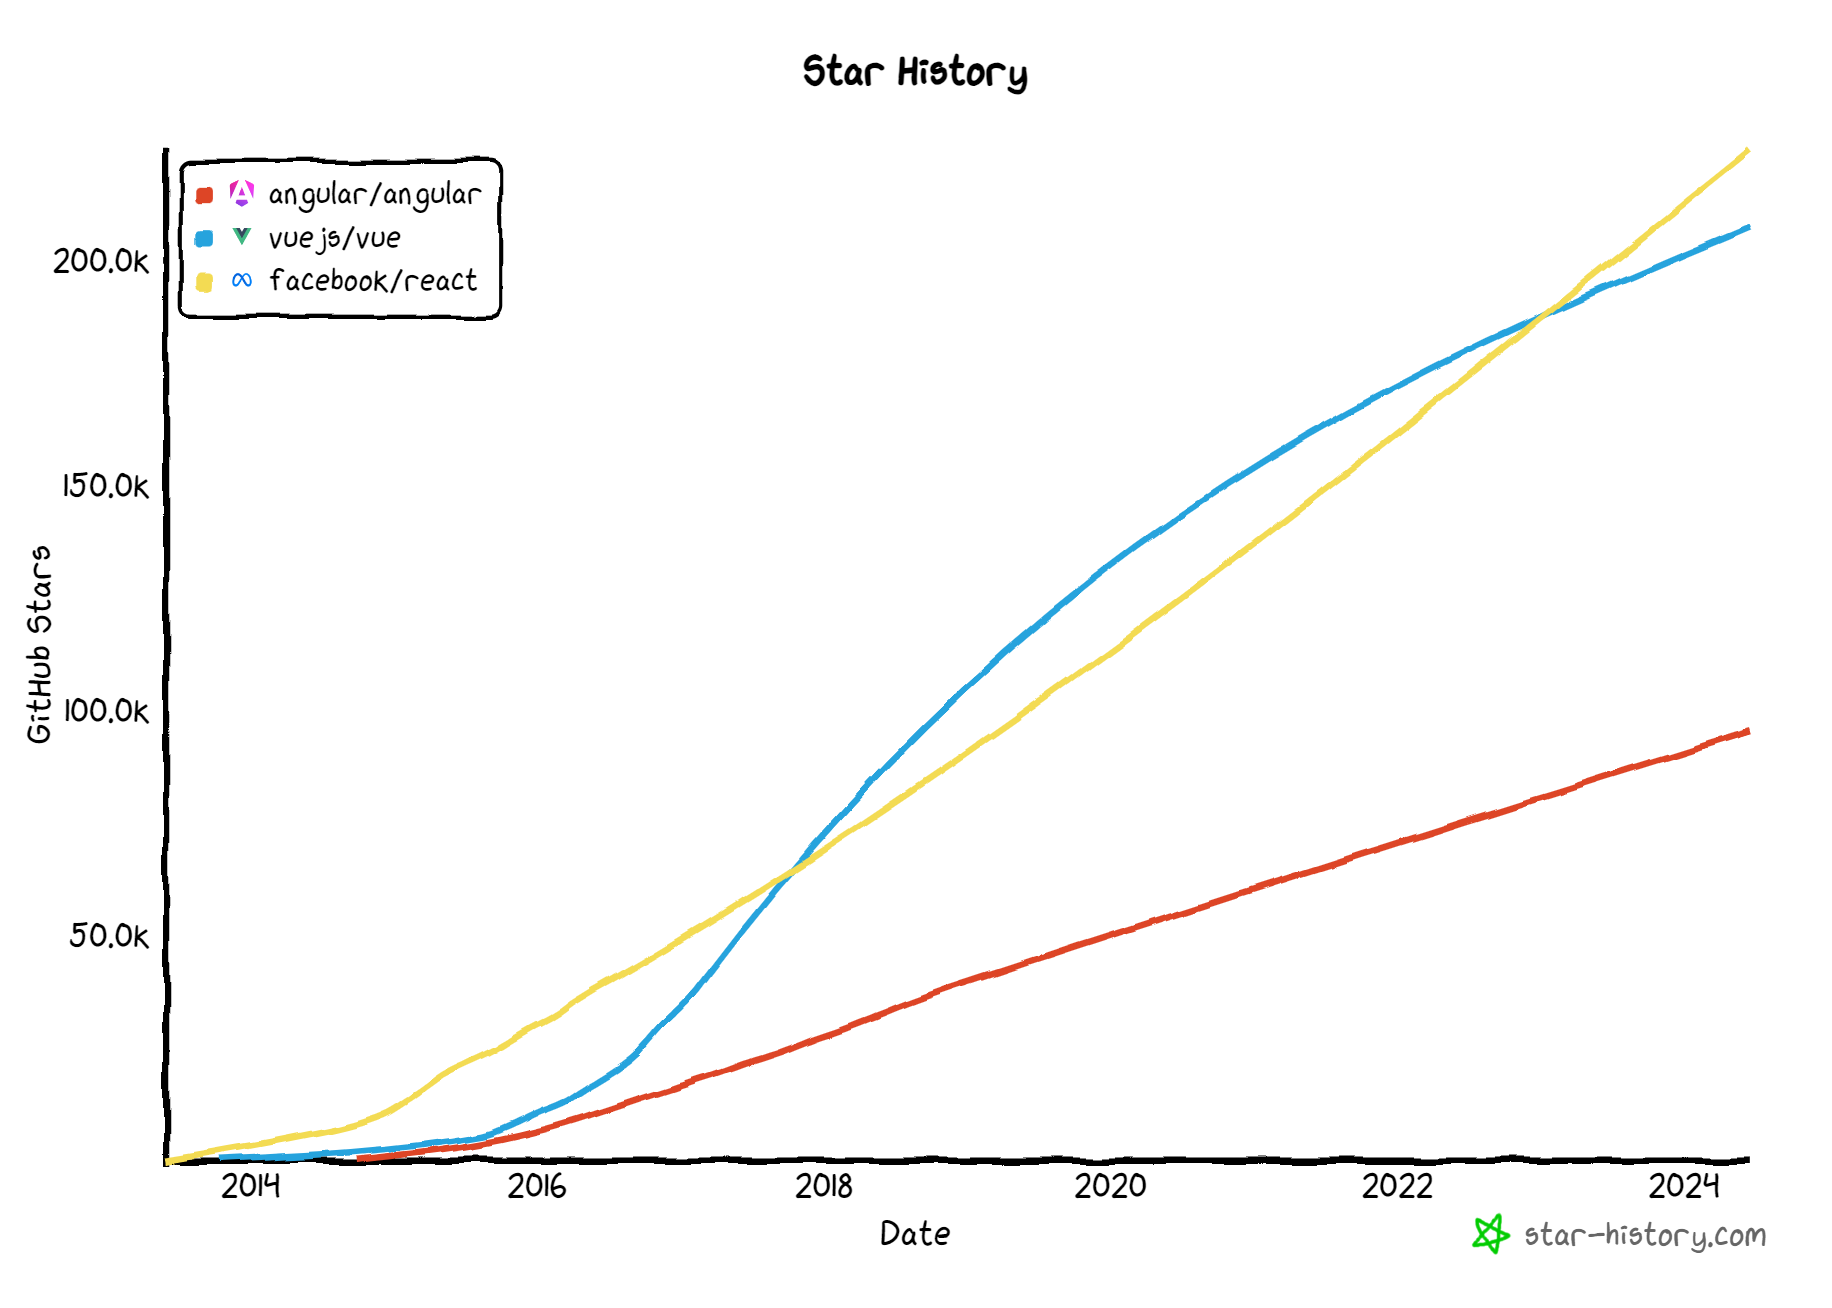 Star History
angular/angular
vuejs/vue
facebook/react
200.0K
150.0K
100.0K
50.0K
GitHub Stars
2014 2016 2018 2020 2022 2024
Date
star-history.com